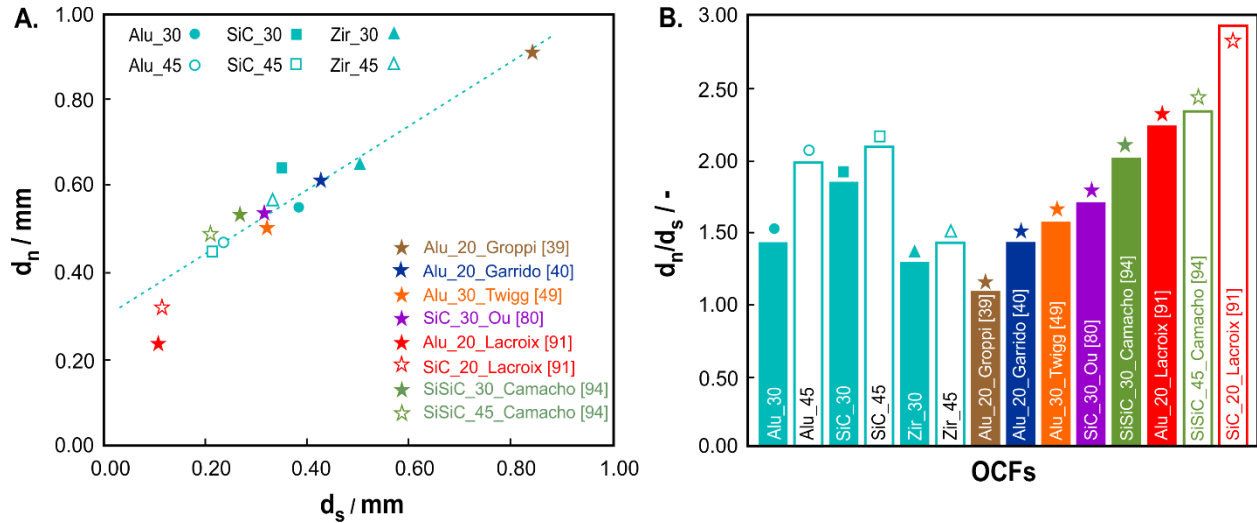 A.
1.00
0.80
0.60
0.40
0.20
0.00
dₙ / mm
Alu_30 SiC_30 Zir_30
Alu_45 SiC_45 Zir_45
Alu_20_Groppi [39]
Alu_20_Garrido [40]
Alu_30_Twigg [49]
SiC_30_Ou [80]
Alu_20_Lacroix [91]
SiC_20_Lacroix [91]
SiSiC_30_Camacho [94]
SiSiC_45_Camacho [94]
0.00 0.20 0.40 0.60 0.80 1.00
dₛ / mm
B.
3.00
2.50
2.00
1.50
1.00
0.50
0.00
dₙ/dₛ / -
Alu_30
Alu_45
SiC_30
SiC_45
Zir_30
Zir_45
Alu_20_Groppi [39]
Alu_20_Garrido [40]
Alu_30_Twigg [49]
SiC_30_Ou [80]
SiSiC_30_Camacho [94]
Alu_20_Lacroix [91]
SiSiC_45_Camacho [94]
SiC_20_Lacroix [91]
OCFs